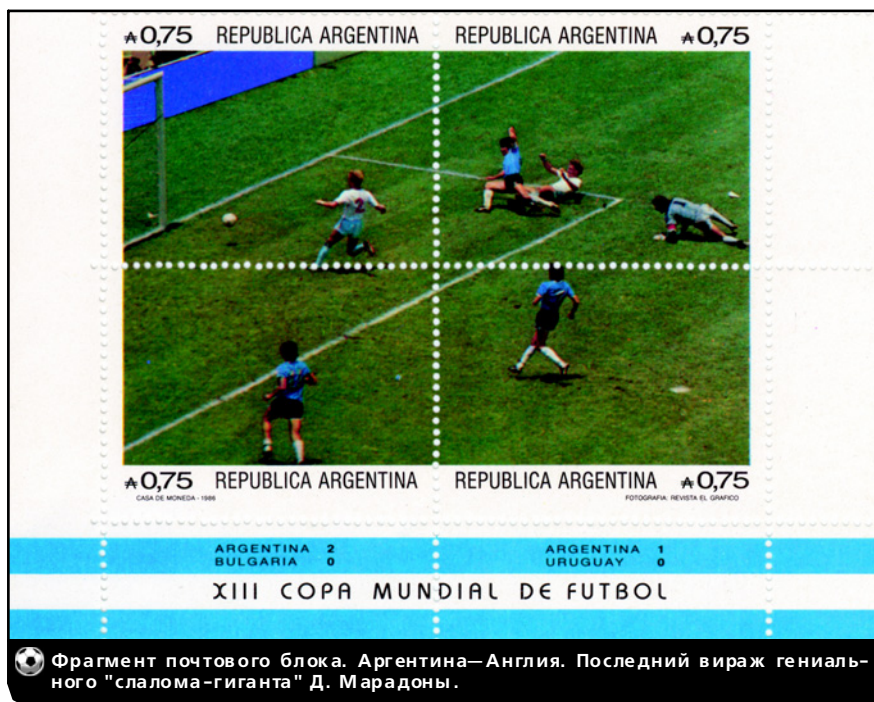 ₳0,75 REPUBLICA ARGENTINA REPUBLICA ARGENTINA ₳0,75
2
₳0,75 REPUBLICA ARGENTINA REPUBLICA ARGENTINA ₳0,75
CASA DE MONEDA - 1986 FOTOGRAFIA: REVISTA EL GRAFICO
ARGENTINA 2 ARGENTINA 1
BULGARIA 0 URUGUAY 0
XIII COPA MUNDIAL DE FUTBOL
Фрагмент почтового блока. Аргентина—Англия. Последний вираж гениаль-
ного "слалома-гиганта" Д. Марадоны.